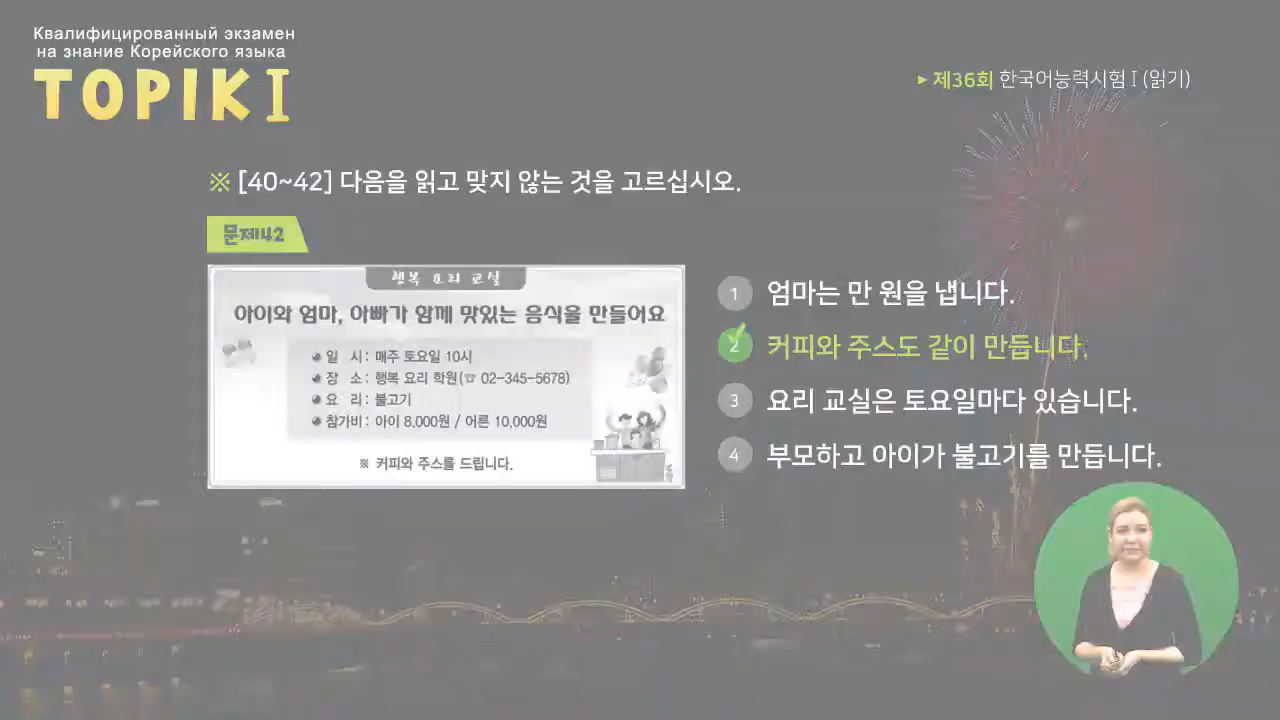 Квалифицированный экзамен
на знание Корейского языка
TOPIK I
▸ 제36회 한국어능력시험 I (읽기)
※ [40~42] 다음을 읽고 맞지 않는 것을 고르십시오.
문제42
행복 요리 교실
아이와 엄마, 아빠가 함께 맛있는 음식을 만들어요
일 시: 매주 토요일 10시
장 소: 행복 요리 학원(☎ 02-345-5678)
요 리: 불고기
참가비: 아이 8,000원 / 어른 10,000원
※ 커피와 주스를 드립니다.
1 엄마는 만 원을 냅니다.
2 커피와 주스도 같이 만듭니다.
3 요리 교실은 토요일마다 있습니다.
4 부모하고 아이가 불고기를 만듭니다.